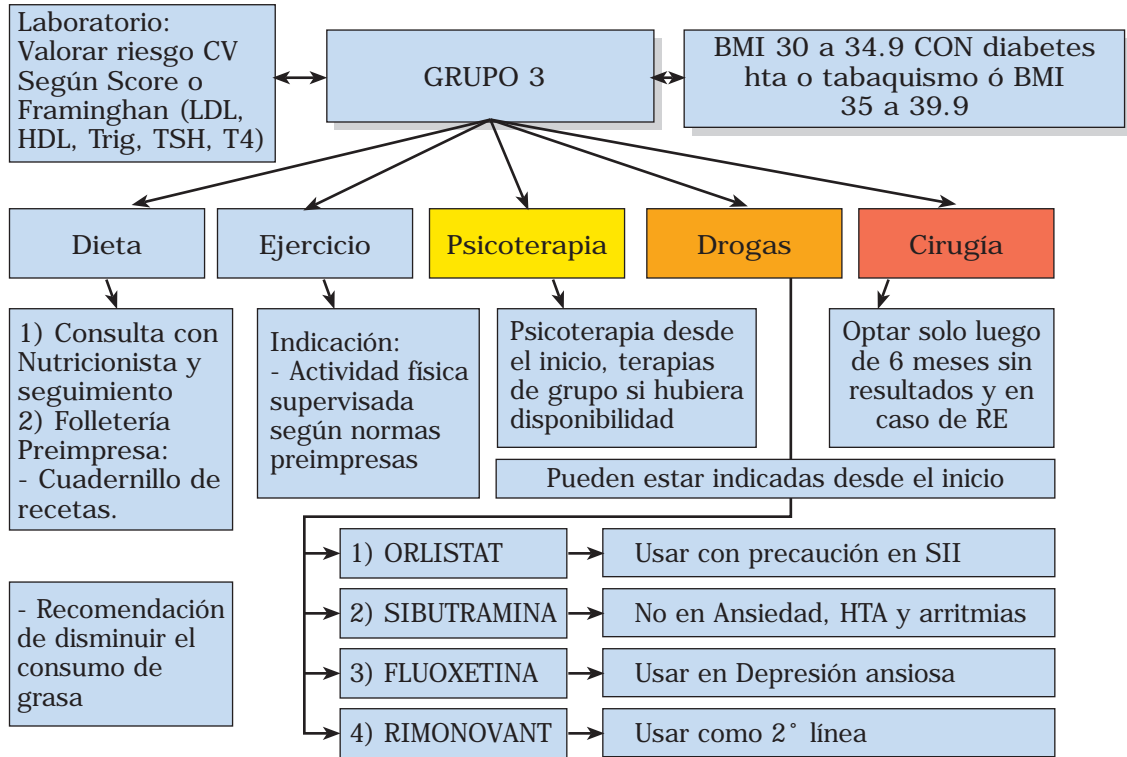 Laboratorio:
Valorar riesgo CV
Según Score o
Framinghan (LDL,
HDL, Trig, TSH, T4)
GRUPO 3
BMI 30 a 34.9 CON diabetes
hta o tabaquismo ó BMI
35 a 39.9
Dieta
Ejercicio
Psicoterapia
Drogas
Cirugía
1) Consulta con
Nutricionista y
seguimiento
2) Folletería
Preimpresa:
- Cuadernillo de
recetas.
Indicación:
- Actividad física
supervisada
según normas
preimpresas
Psicoterapia desde
el inicio, terapias
de grupo si hubiera
disponibilidad
Optar solo luego
de 6 meses sin
resultados y en
caso de RE
Pueden estar indicadas desde el inicio
- Recomendación
de disminuir el
consumo de
grasa
1) ORLISTAT
Usar con precaución en SII
2) SIBUTRAMINA
No en Ansiedad, HTA y arritmias
3) FLUOXETINA
Usar en Depresión ansiosa
4) RIMONOVANT
Usar como 2° línea